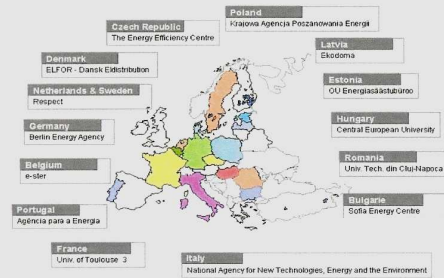 Poland
Krajowa Agencja Poszanowania Energii
Czech Republic
The Energy Efficiency Centre
Latvia
Ekodoma
Denmark
ELFOR - Dansk Eldistribution
Estonia
OÜ Energiasäästubüroo
Netherlands & Sweden
Respect
Hungary
Central European University
Germany
Berlin Energy Agency
Romania
Univ. Tech. din Cluj-Napoca
Belgium
e-ster
Bulgarie
Sofia Energy Centre
Portugal
Agência para a Energia
France
Univ. of Toulouse 3
Italy
National Agency for New Technologies, Energy and the Environment